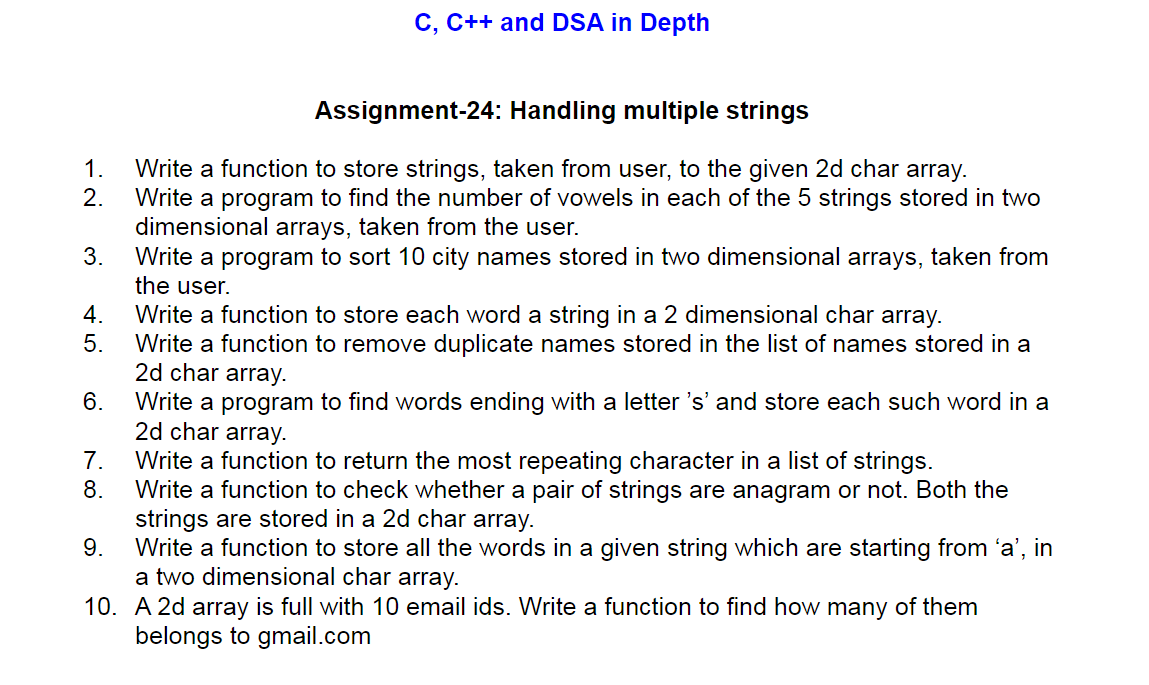 C, C++ and DSA in Depth
Assignment-24: Handling multiple strings
1. Write a function to store strings, taken from user, to the given 2d char array.
2. Write a program to find the number of vowels in each of the 5 strings stored in two
dimensional arrays, taken from the user.
3. Write a program to sort 10 city names stored in two dimensional arrays, taken from
the user.
4. Write a function to store each word a string in a 2 dimensional char array.
5. Write a function to remove duplicate names stored in the list of names stored in a
2d char array.
6. Write a program to find words ending with a letter ’s’ and store each such word in a
2d char array.
7. Write a function to return the most repeating character in a list of strings.
8. Write a function to check whether a pair of strings are anagram or not. Both the
strings are stored in a 2d char array.
9. Write a function to store all the words in a given string which are starting from ‘a’, in
a two dimensional char array.
10. A 2d array is full with 10 email ids. Write a function to find how many of them
belongs to gmail.com